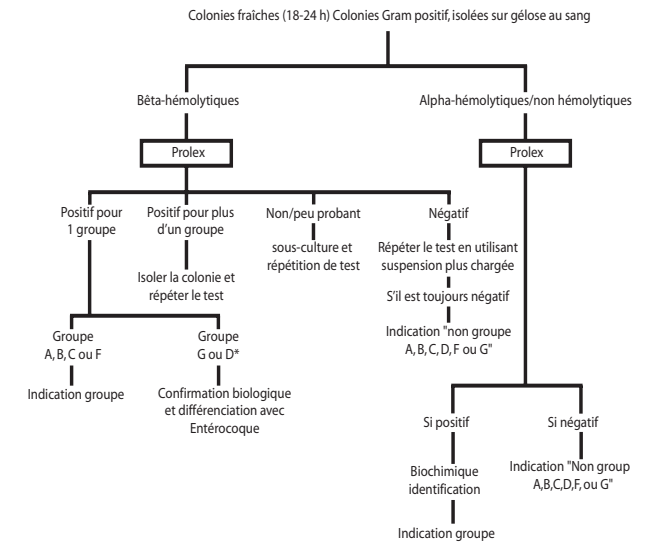 Colonies fraîches (18-24 h) Colonies Gram positif, isolées sur gélose au sang
Bêta-hémolytiques
Alpha-hémolytiques/non hémolytiques
Prolex
Prolex
Positif pour
1 groupe
Positif pour plus
d'un groupe
Non/peu probant
Négatif
Isoler la colonie et
répéter le test
sous-culture et
répétition de test
Répéter le test en utilisant
suspension plus chargée
S'il est toujours négatif
Indication "non groupe
A, B, C, D, F ou G"
Groupe
A, B, C ou F
Groupe
G ou D*
Indication groupe
Confirmation biologique
et différenciation avec
Entérocoque
Si positif
Si négatif
Biochimique
identification
Indication "Non group
A,B,C,D,F, ou G"
Indication groupe